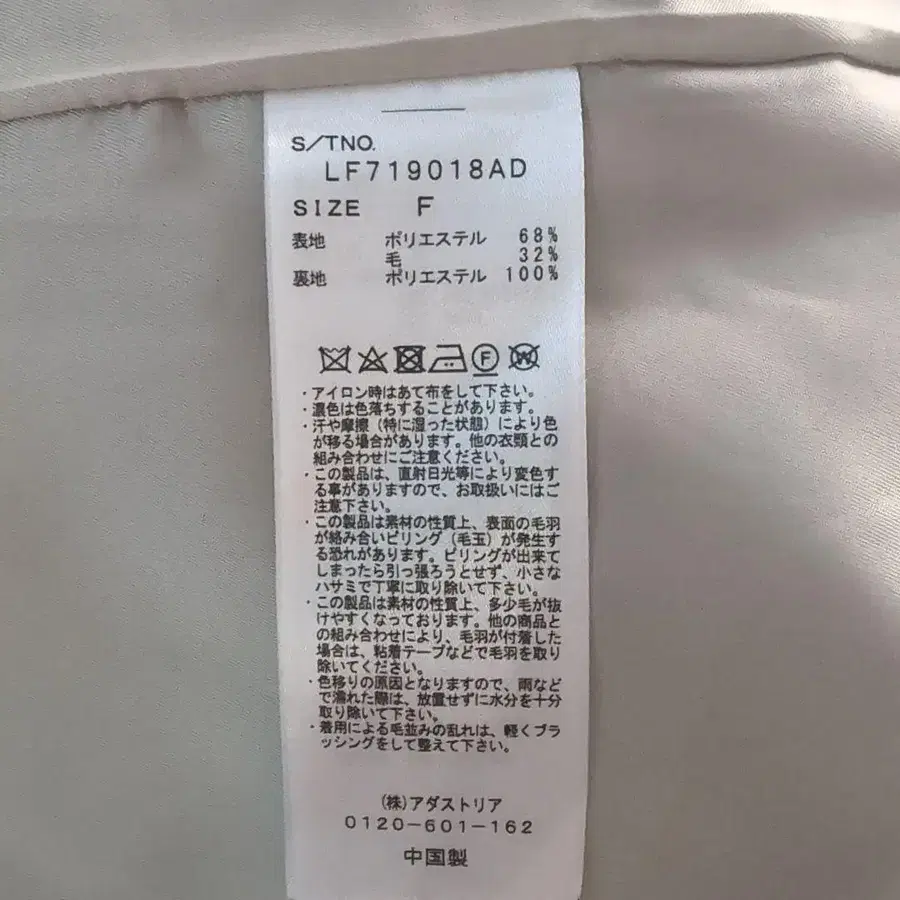 S/TNO.
LF719018AD
SIZE F
表地 ポリエステル 68%
毛 32%
裏地 ポリエステル 100%
F W
・アイロン時はあて布をして下さい。
・濃色は色落ちすることがあります。
・汗や摩擦（特に湿った状態）により色
が移る場合があります。他の衣類との
組み合わせにご注意ください。
・この製品は、直射日光等により変色す
る事がありますので、お取扱いにはご
注意下さい。
・この製品は素材の性質上、表面の毛羽
が絡み合いピリング（毛玉）が発生す
る恐れがあります。ピリングが出来て
しまったら引っ張ろうとせず、小さな
ハサミで丁寧に取り除いて下さい。
・この製品は素材の性質上、多少毛が抜
けやすくなっております。他の商品と
の組み合わせにより、毛羽が付着した
場合は、粘着テープなどで毛羽を取り
除いてください。
・色移りの原因となりますので、雨など
で濡れた際は、放置せずに水分を十分
取り除いて下さい。
・着用による毛並みの乱れは、軽くブラ
ッシングをして整えて下さい。
(株)アダストリア
0120-601-162
中国製